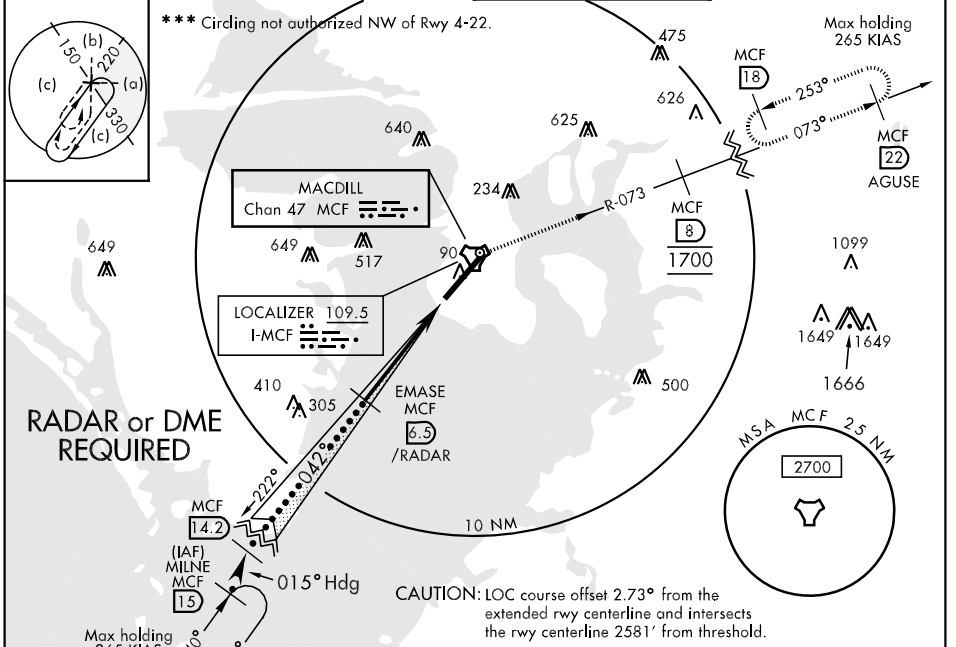 *** Circling not authorized NW of Rwy 4-22.
Max holding
265 KIAS
(b)
150
220
(c)
(a)
330
(c)
475
MCF
18
253°
073°
626
MCF
22
AGUSE
640
625
MACDILL
Chan 47 MCF
234
R-073
MCF
8
1700
649
649
517
90
1099
LOCALIZER 109.5
I-MCF
1649
1649
1666
410
305
EMASE
MCF
6.5
/RADAR
500
RADAR or DME
REQUIRED
042°
222°
MSA MCF 25 NM
2700
MCF
14.2
10 NM
(IAF)
MILNE
MCF
15
015° Hdg
CAUTION: LOC course offset 2.73° from the
extended rwy centerline and intersects
the rwy centerline 2581' from threshold.
Max holding
265 KIAS